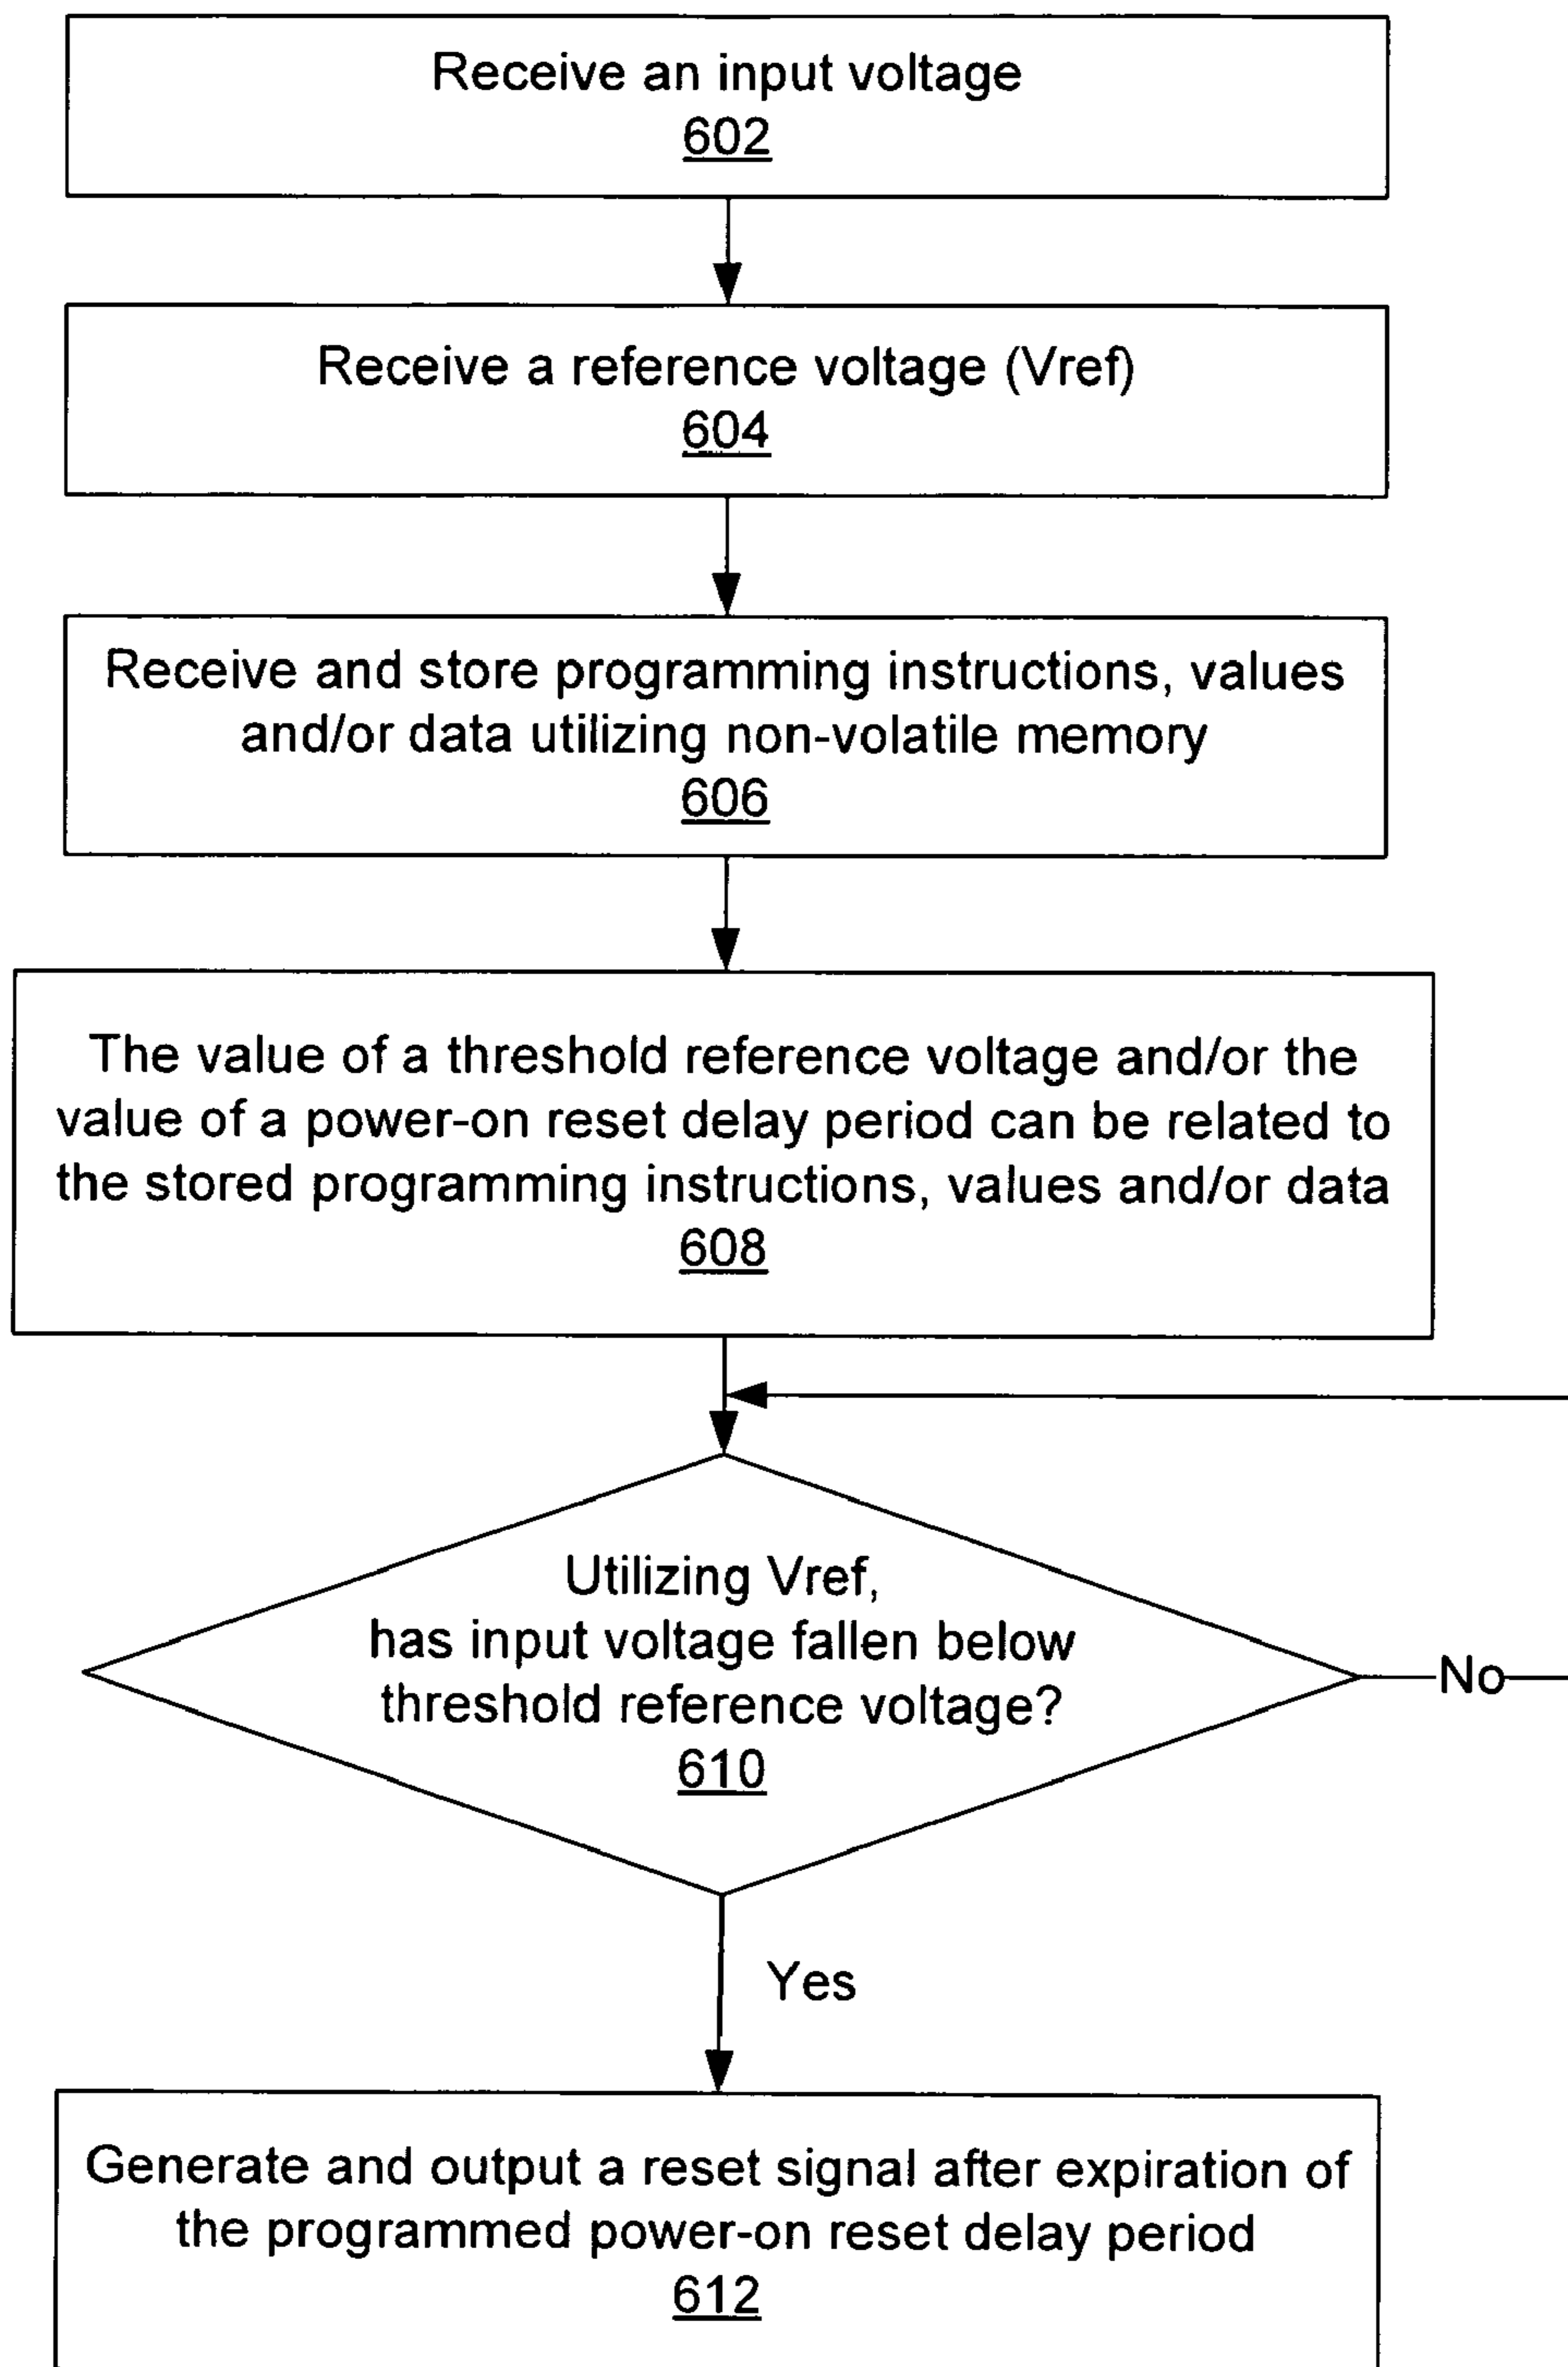 Receive an input voltage
602
Receive a reference voltage (Vref)
604
Receive and store programming instructions, values
and/or data utilizing non-volatile memory
606
The value of a threshold reference voltage and/or the
value of a power-on reset delay period can be related to
the stored programming instructions, values and/or data
608
Utilizing Vref,
has input voltage fallen below
threshold reference voltage?
610
No
Yes
Generate and output a reset signal after expiration of
the programmed power-on reset delay period
612